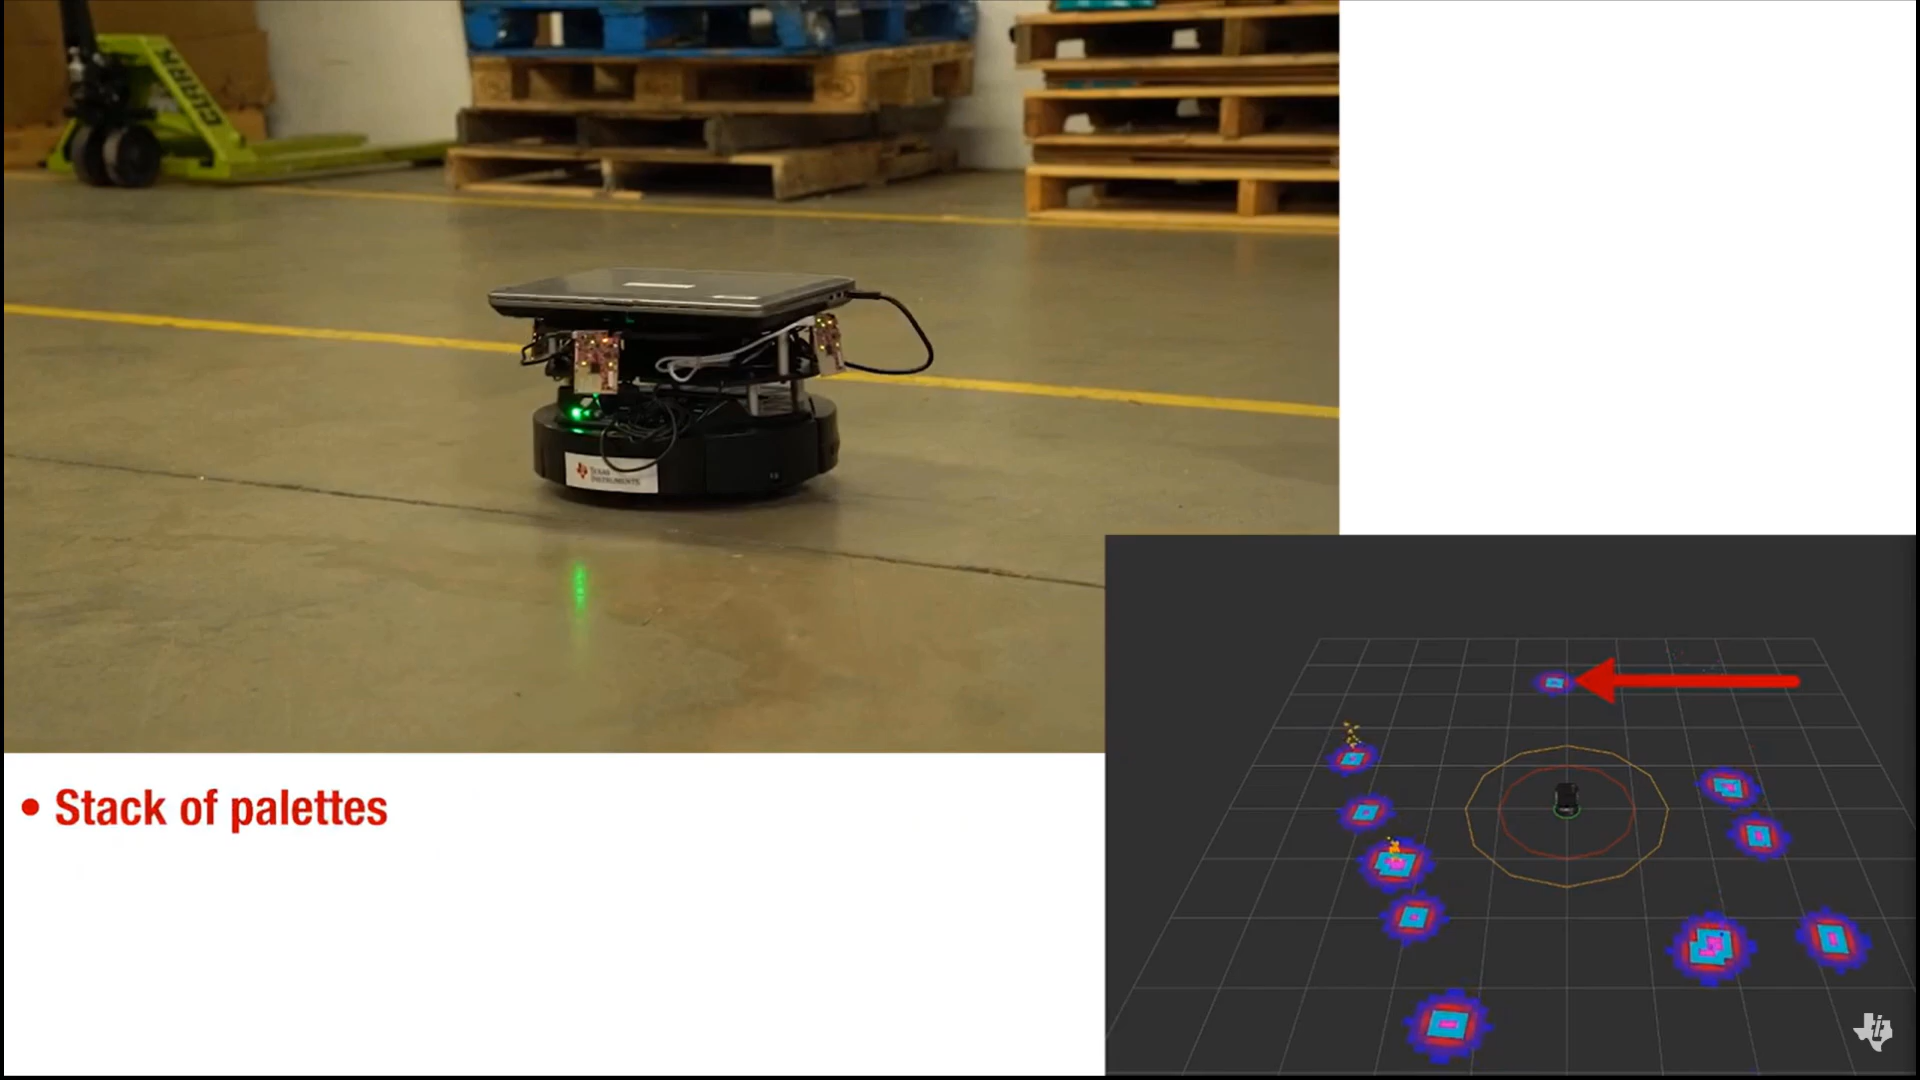 CLARK
TEXAS
INSTRUMENTS
• Stack of palettes